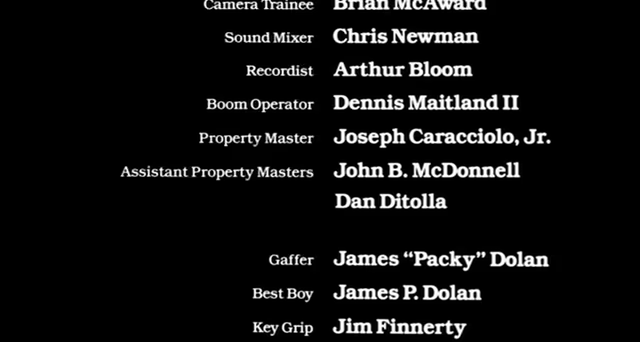 Camera Trainee Brian McAward
Sound Mixer Chris Newman
Recordist Arthur Bloom
Boom Operator Dennis Maitland II
Property Master Joseph Caracciolo, Jr.
Assistant Property Masters John B. McDonnell
Dan Ditolla
Gaffer James “Packy” Dolan
Best Boy James P. Dolan
Key Grip Jim Finnerty